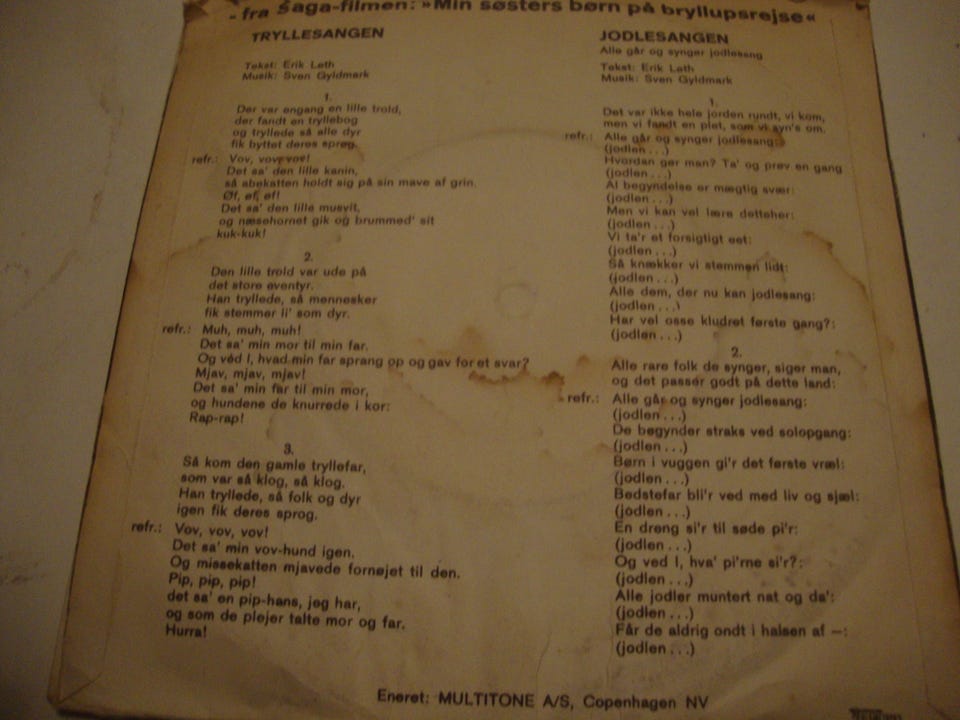 - fra Saga-filmen: »Min søsters børn på bryllupsrejse«
TRYLLESANGEN
Tekst: Erik Leth
Musik: Sven Gyldmark
1.
Der var engang en lille trold,
der fandt en tryllebog
og tryllede så alle dyr
fik byttet deres sprog.
refr.: Vov, vov, vov!
Det sa' den lille kanin,
så abekatten holdt sig på sin mave af grin.
Øf, øf, øf!
Det sa' den lille musvit,
og næsehornet gik og brummed' sit
kuk-kuk!
2.
Den lille trold var ude på
det store eventyr.
Han tryllede, så mennesker
fik stemmer li' som dyr.
refr.: Muh, muh, muh!
Det sa' min mor til min far.
Og véd I, hvad min far sprang op og gav for et svar?
Mjav, mjav, mjav!
Det sa' min far til min mor,
og hundene de knurrede i kor:
Rap-rap!
3.
Så kom den gamle tryllefar,
som var så klog, så klog.
Han tryllede, så folk og dyr
igen fik deres sprog.
refr.: Vov, vov, vov!
Det sa' min vov-hund igen.
Og missekatten mjavede fornøjet til den.
Pip, pip, pip!
det sa' en pip-hans, jeg har,
og som de plejer talte mor og far.
Hurra!
JODLESANGEN
Alle går og synger jodlesang
Tekst: Erik Leth
Musik: Sven Gyldmark
1.
Det var ikke hele jorden rundt, vi kom,
men vi fandt en plet, som vi syn's om.
refr.: Alle går og synger jodlesang:
(jodlen...)
Hvordan gør man? Ta' og prøv en gang
(jodlen...)
Al begyndelse er mægtig svær:
(jodlen...)
Men vi kan vel lære detteher:
(jodlen...)
Vi ta'r et forsigtigt eet:
(jodlen...)
Så knækker vi stemmen lidt:
(jodlen...)
Alle dem, der nu kan jodlesang:
(jodlen...)
Har vel osse kludret første gang?:
(jodlen...)
2.
Alle rare folk de synger, siger man,
og det passer godt på dette land:
refr.: Alle går og synger jodlesang:
(jodlen...)
De begynder straks ved solopgang:
(jodlen...)
Børn i vuggen gi'r det første vræl:
(jodlen...)
Bedstefar bli'r ved med liv og sjæl:
(jodlen...)
En dreng si'r til søde pi'r:
(jodlen...)
Og ved I, hva' pi'rne si'r?:
(jodlen...)
Alle jodler muntert nat og da':
(jodlen...)
Får de aldrig ondt i halsen af —:
(jodlen...)
Eneret: MULTITONE A/S, Copenhagen NV